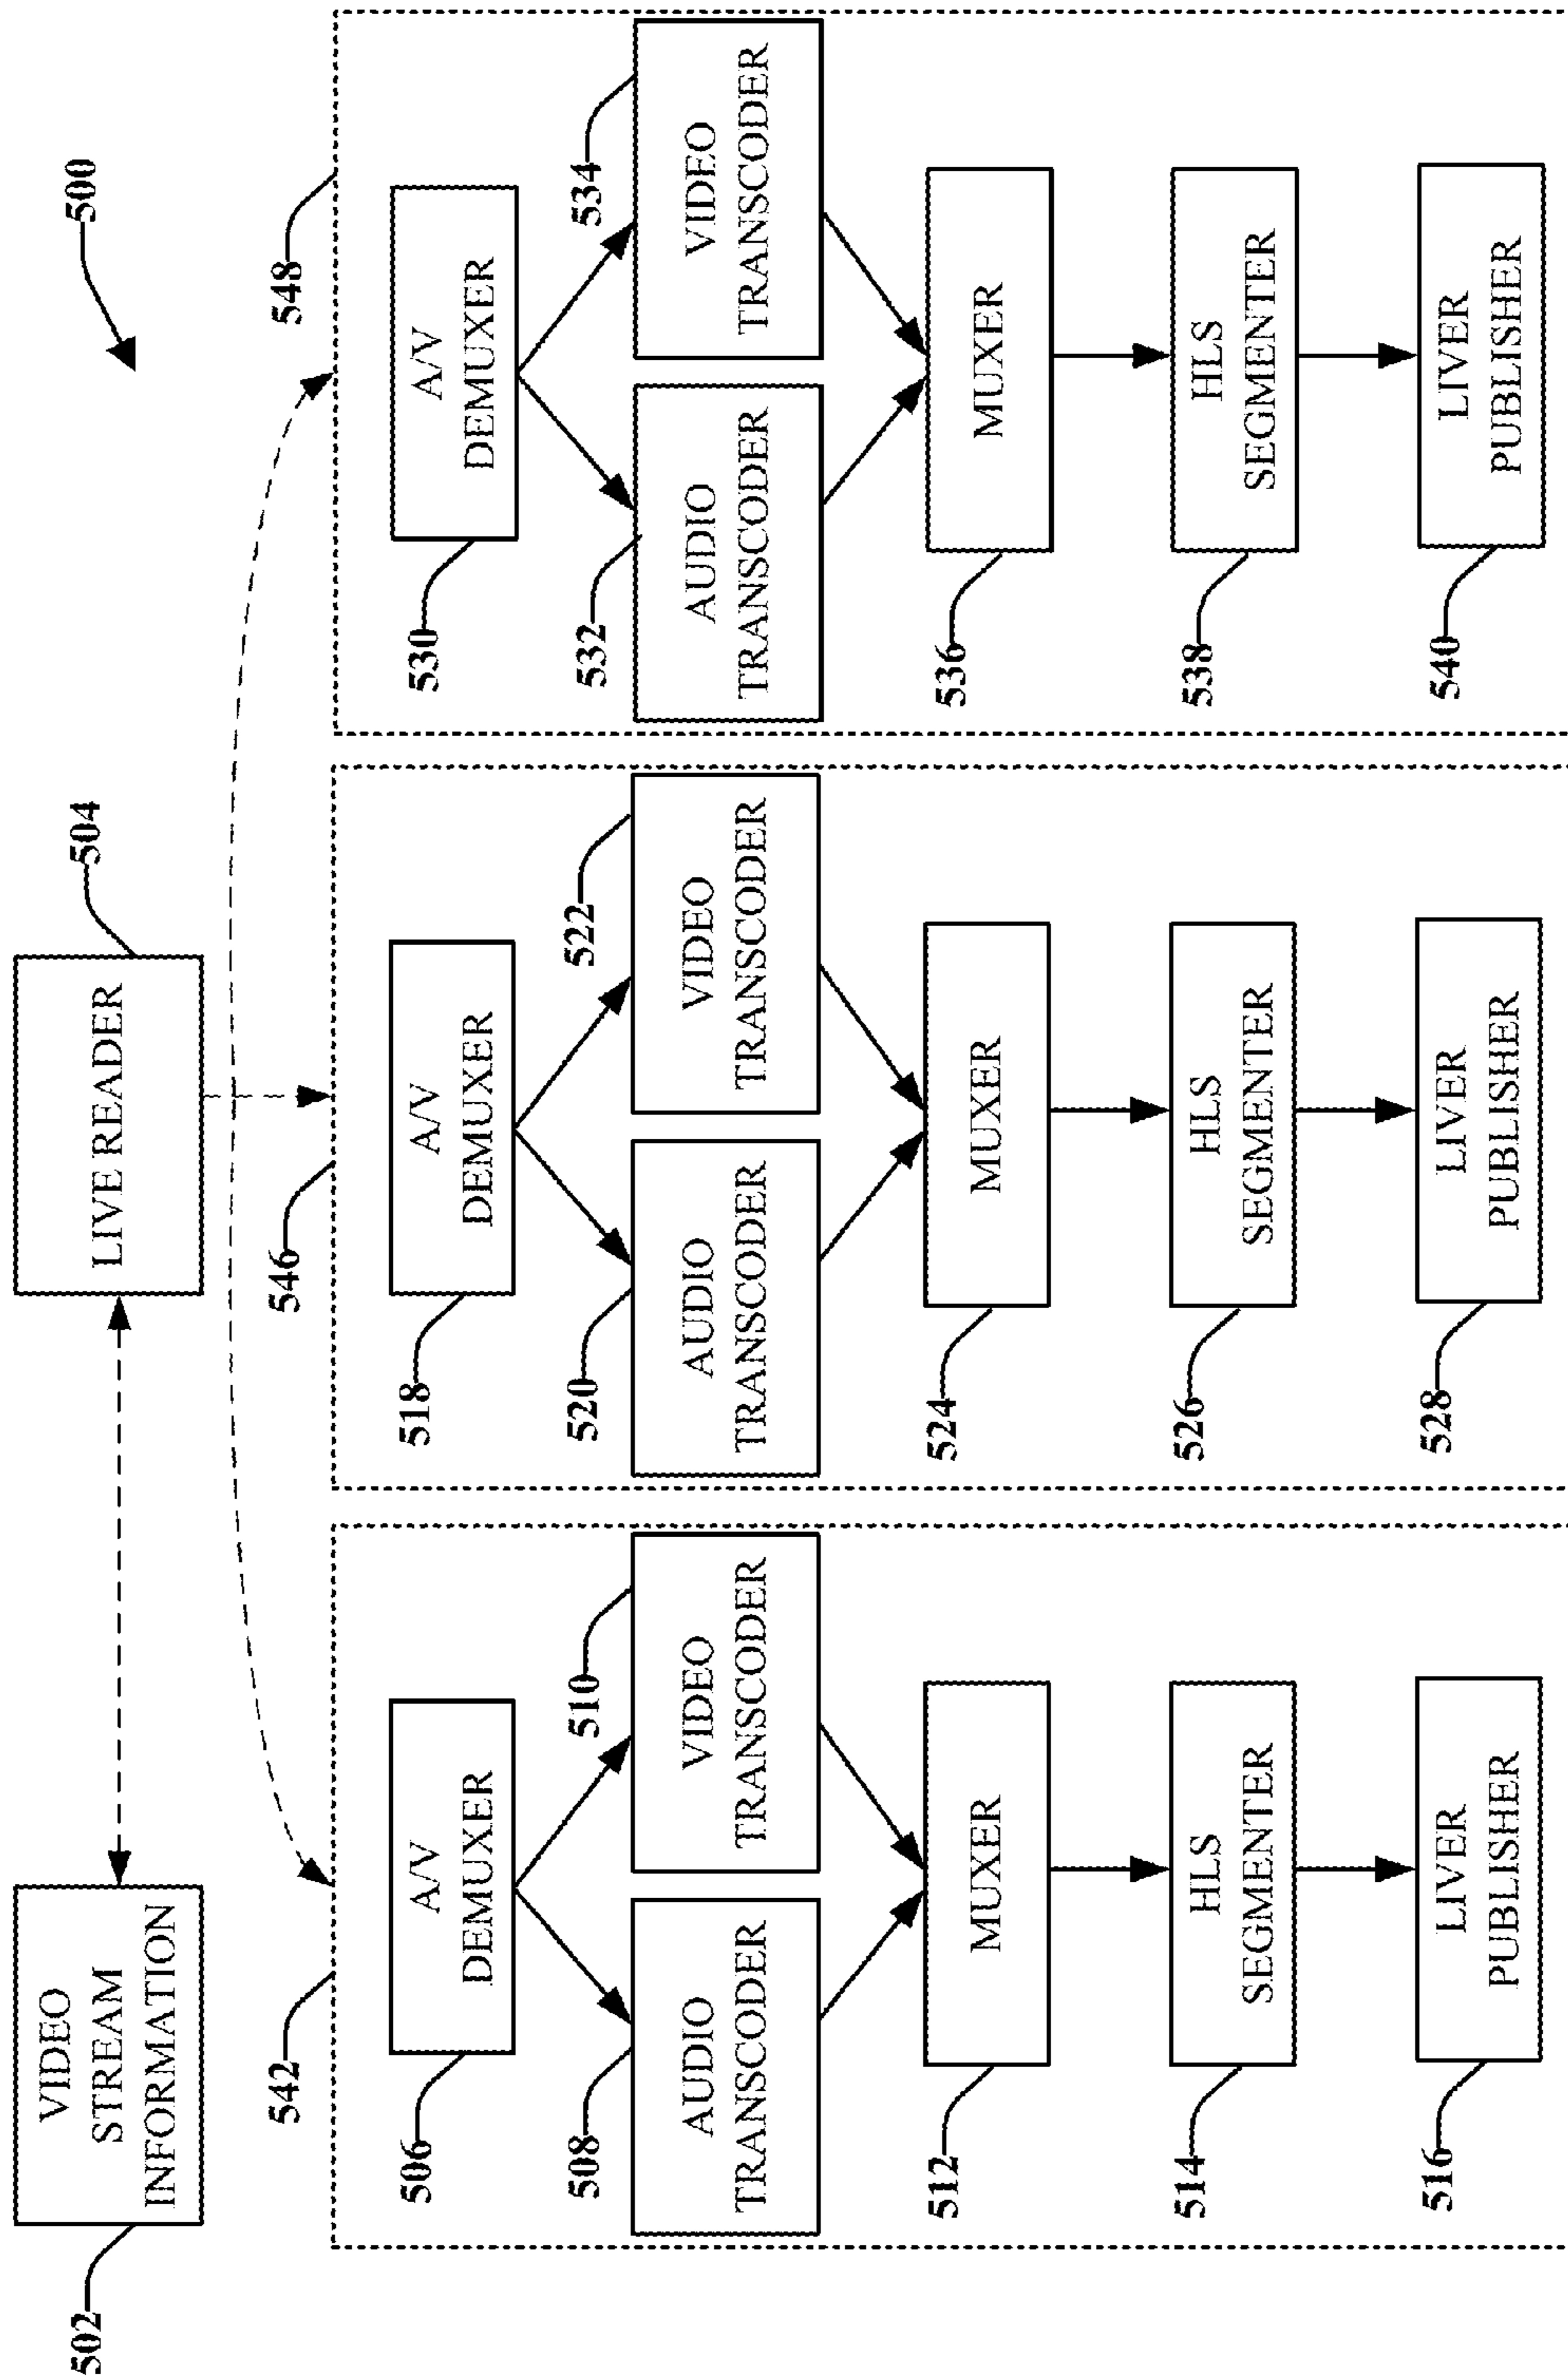 500
502
VIDEO
STREAM
INFORMATION
LIVE READER
504
542
506
A/V
DEMUXER
508
AUDIO
TRANSCODER
510
VIDEO
TRANSCODER
512
MUXER
514
HLS
SEGMENTER
516
LIVER
PUBLISHER
546
518
A/V
DEMUXER
520
AUDIO
TRANSCODER
522
VIDEO
TRANSCODER
524
MUXER
526
HLS
SEGMENTER
528
LIVER
PUBLISHER
548
530
A/V
DEMUXER
532
AUDIO
TRANSCODER
534
VIDEO
TRANSCODER
536
MUXER
538
HLS
SEGMENTER
540
LIVER
PUBLISHER